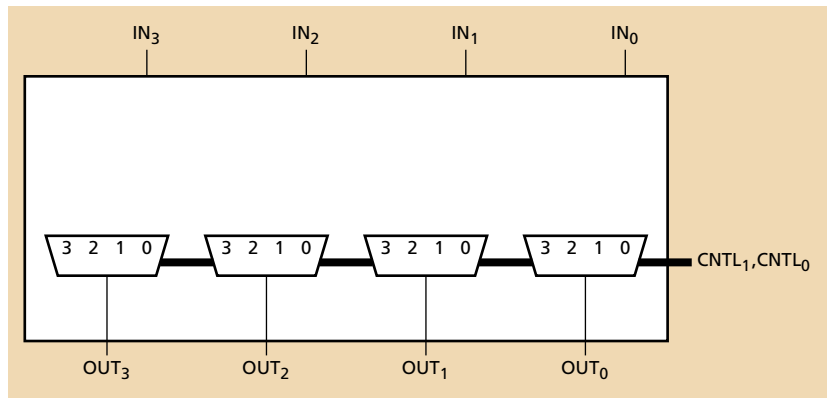 IN3 IN2 IN1 IN0
3 2 1 0 3 2 1 0 3 2 1 0 3 2 1 0
CNTL1,CNTL0
OUT3 OUT2 OUT1 OUT0